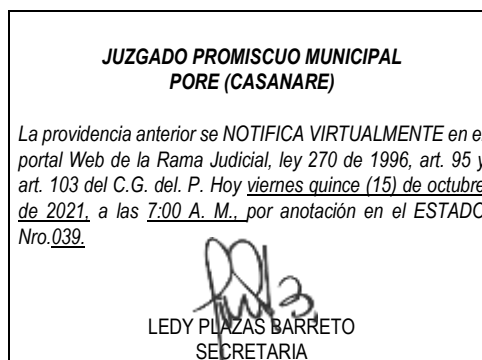 JUZGADO PROMISCUO MUNICIPAL
PORE (CASANARE)
La providencia anterior se NOTIFICA VIRTUALMENTE en el
portal Web de la Rama Judicial, ley 270 de 1996, art. 95 y
art. 103 del C.G. del. P. Hoy viernes quince (15) de octubre
de 2021, a las 7:00 A. M., por anotación en el ESTADO
Nro.039.
LEDY PLAZAS BARRETO
SECRETARIA